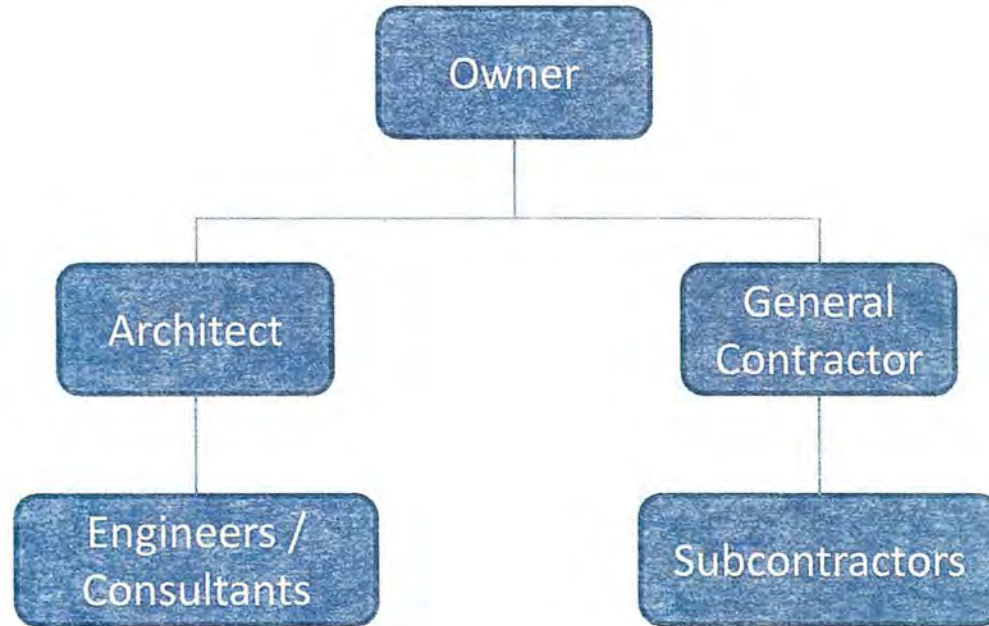 Owner
Architect
General
Contractor
Engineers /
Consultants
Subcontractors